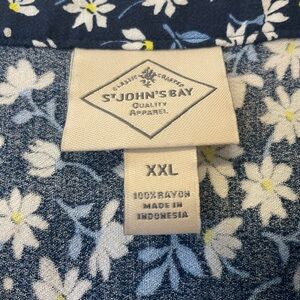 CLASSIC CRAFTED
ST JOHN'S BAY
QUALITY
APPAREL
XXL
100% RAYON
MADE IN
INDONESIA